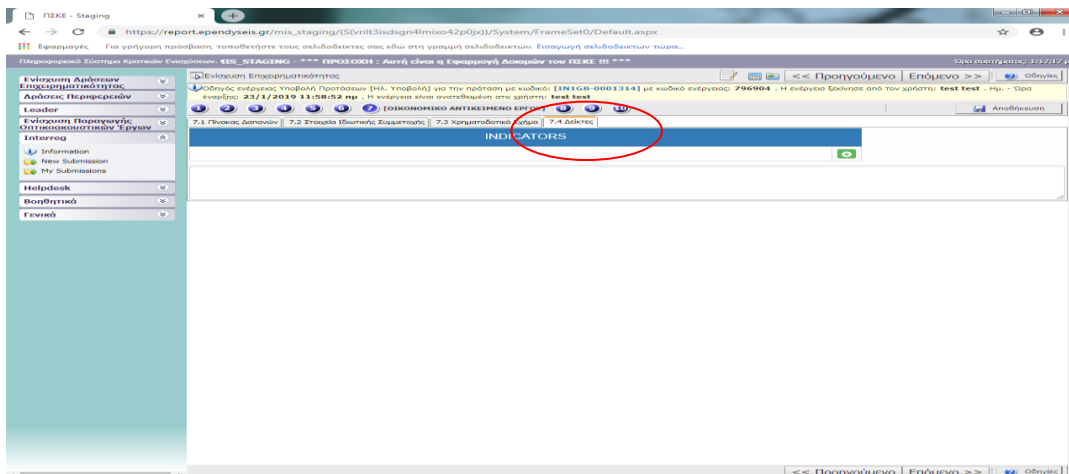 ΠΣΚΕ - Staging
https://report.ependyseis.gr/mis_staging/(S(vrilt3isdsgn4lmixo42p0jx))/System/FrameSet0/Default.aspx
Εφαρμογές Για γρήγορη πρόσβαση, τοποθετήστε τους σελιδοδείκτες σας εδώ στη γραμμή σελιδοδεικτών. Εισαγωγή σελιδοδεικτών τώρα...
Πληροφοριακό Σύστημα Κρατικών Ενισχύσεων. MIS_STAGING - *** ΠΡΟΣΟΧΗ : Αυτή είναι η Εφαρμογή Δοκιμών του ΠΣΚΕ !!! *** Ώρα συστήματος: 1:17:17 μ
Ενίσχυση Δράσεων
Επιχειρηματικότητας
Δράσεις Περιφερειών
Leader
Ενίσχυση Παραγωγής
Οπτικοακουστικών Έργων
Interreg
Information
New Submission
My Submissions
Helpdesk
Βοηθητικά
Γενικά
Ενίσχυση Επιχειρηματικότητας << Προηγούμενο Επόμενο >> Οδηγίες
Οδηγός ενέργειας Υποβολή Προτάσεων [Ηλ. Υποβολή] για την πρόταση με κωδικό: [IN1GB-0001314] με κωδικό ενέργειας: 796904 . Η ενέργεια ξεκίνησε από τον χρήστη: test test . Ημ. - Ώρα
έναρξης: 23/1/2019 11:58:52 πμ . Η ενέργεια είναι ανατεθειμένη στο χρήστη: test test
1 2 3 4 5 6 7 [ΟΙΚΟΝΟΜΙΚΟ ΑΝΤΙΚΕΙΜΕΝΟ ΕΡΓΟΥ] 8 9 10 Αποθήκευση
7.1 Πίνακας Δαπανών 7.2 Στοιχεία Ιδιωτικής Συμμετοχής 7.3 Χρηματοδοτικό Σχήμα 7.4 Δείκτες
INDICATORS
<< Προηγούμενο Επόμενο >> Οδηγίες